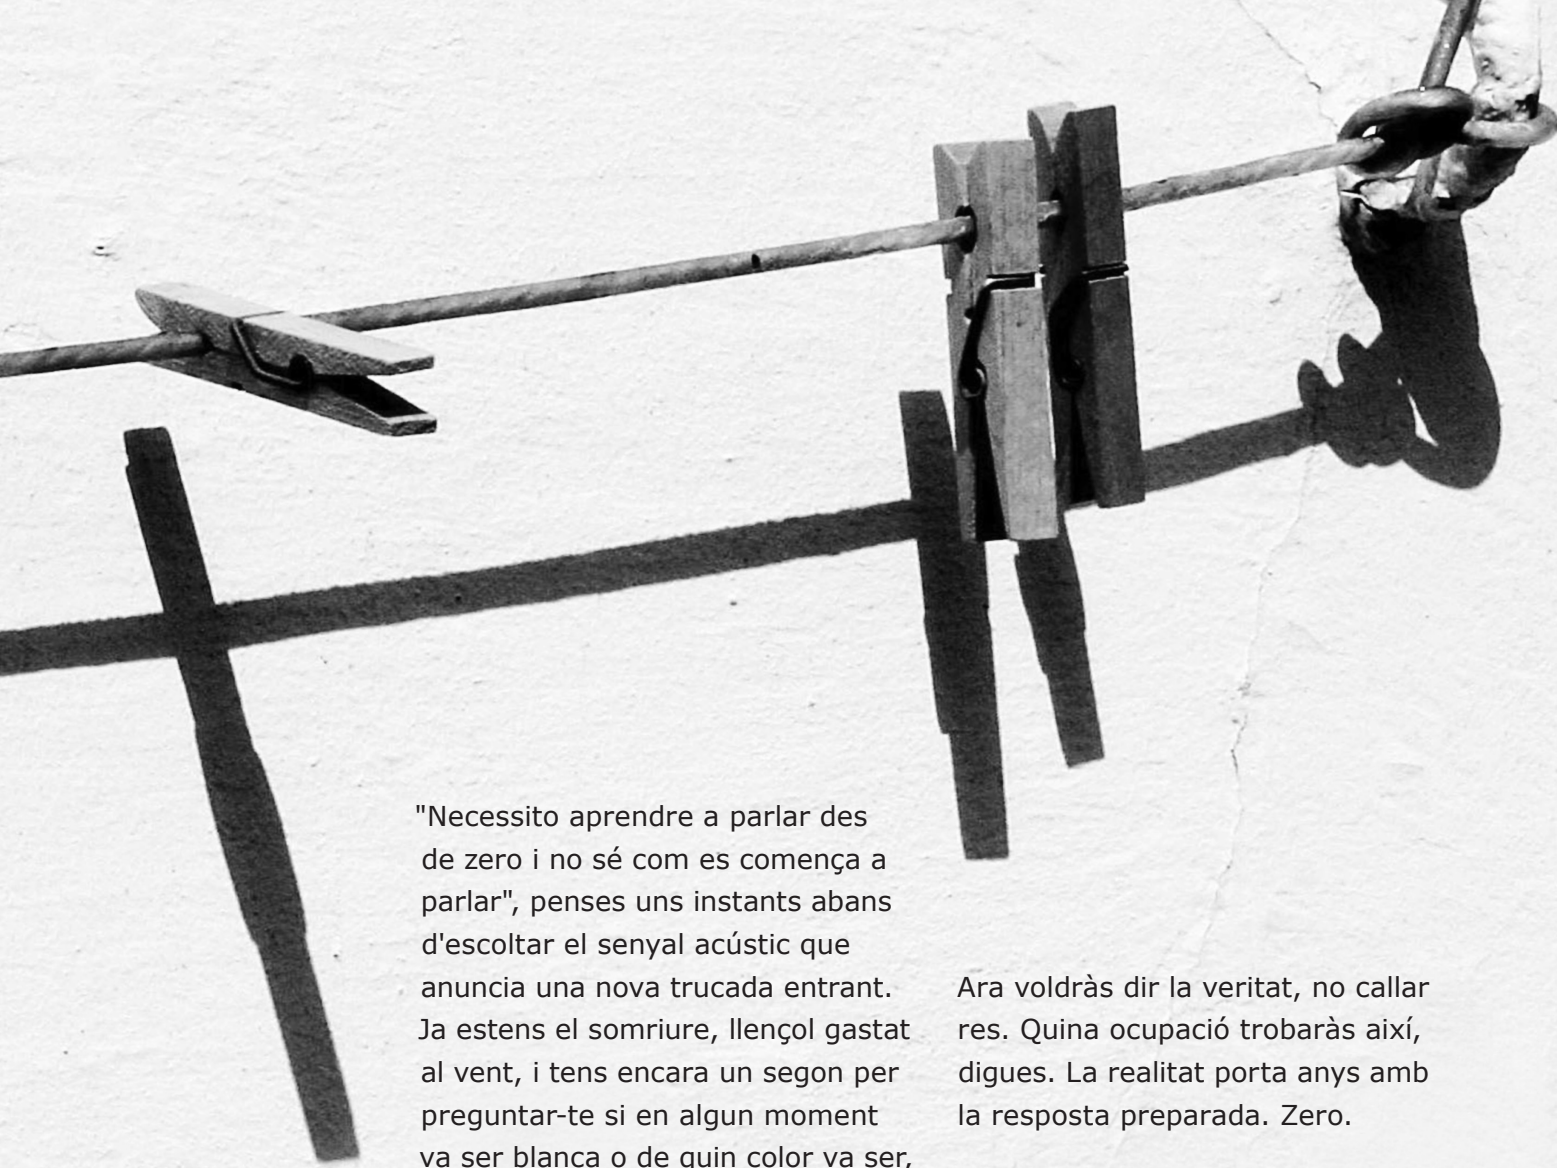 "Necessito aprendre a parlar des
de zero i no sé com es comença a
parlar", penses uns instants abans
d'escoltar el senyal acústic que
anuncia una nova trucada entrant.
Ja estens el somriure, llençol gastat
al vent, i tens encara un segon per
preguntar-te si en algun moment
va ser blanca o de quin color va ser,
Ara voldràs dir la veritat, no callar
res. Quina ocupació trobaràs així,
digues. La realitat porta anys amb
la resposta preparada. Zero.